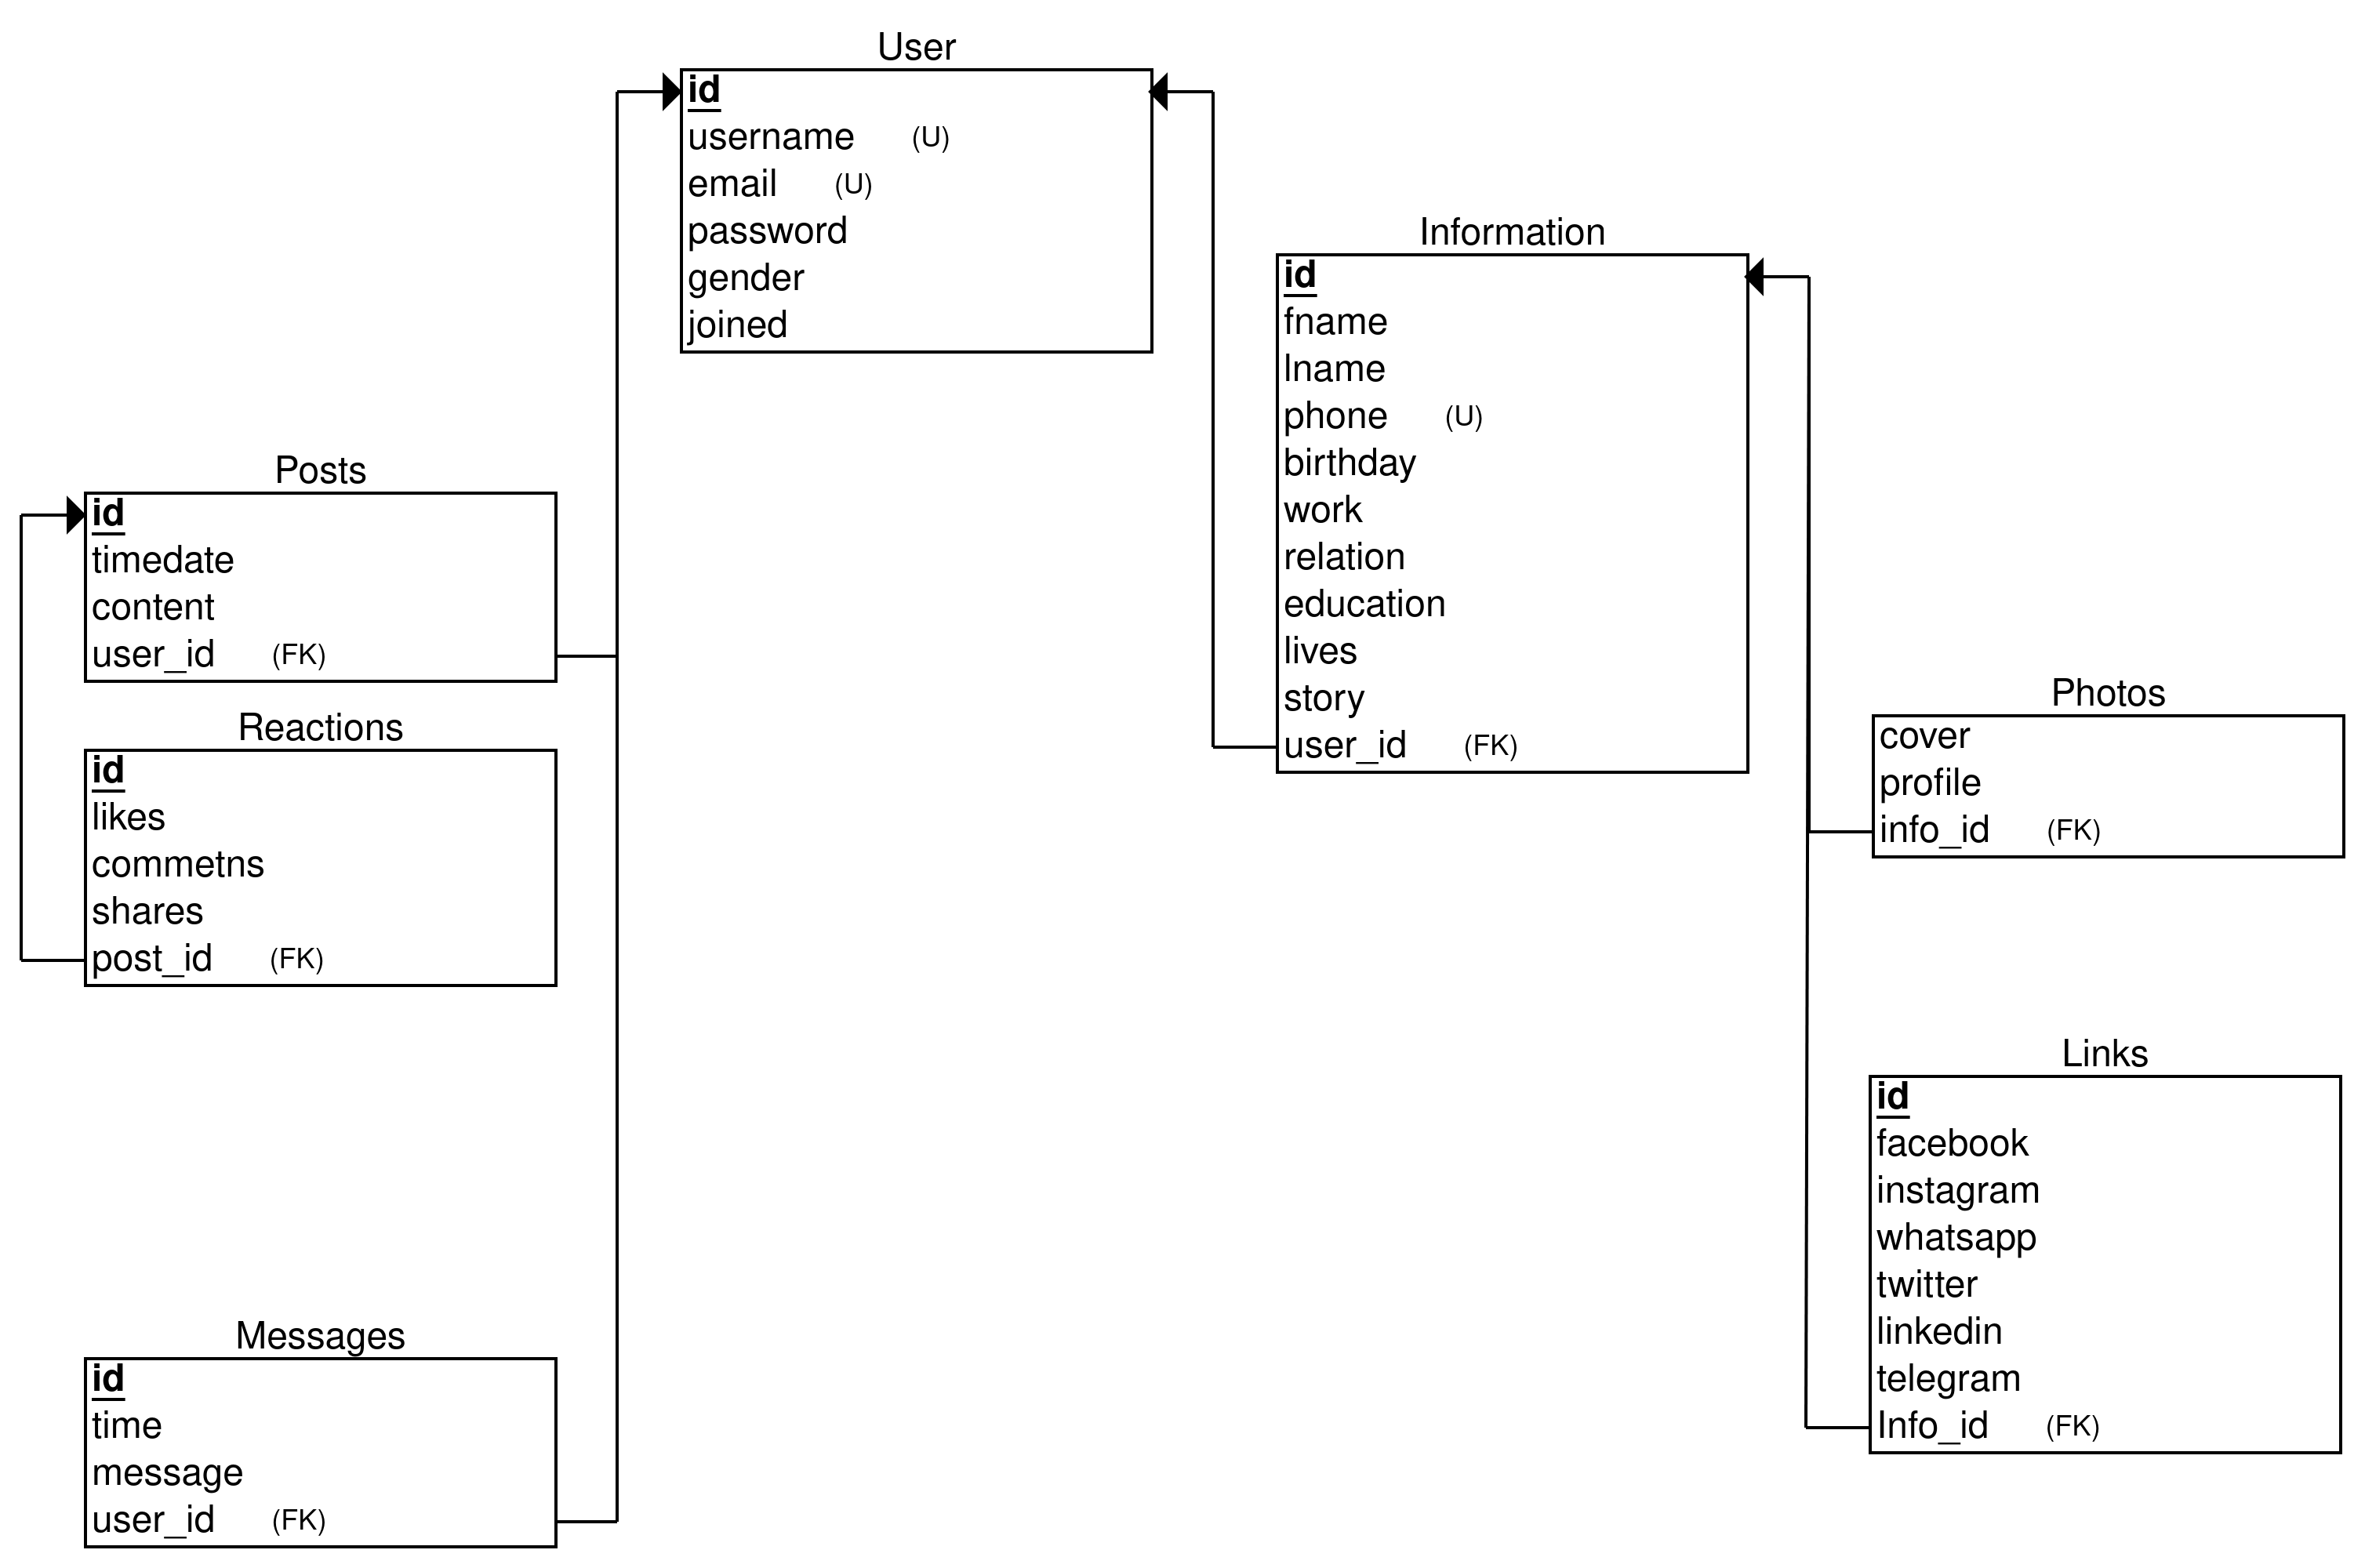 User
id
username (U)
email (U)
password
gender
joined
Information
id
fname
lname
phone (U)
birthday
work
relation
education
lives
story
user_id (FK)
Posts
id
timedate
content
user_id (FK)
Reactions
id
likes
commetns
shares
post_id (FK)
Photos
cover
profile
info_id (FK)
Links
id
facebook
instagram
whatsapp
twitter
linkedin
telegram
Info_id (FK)
Messages
id
time
message
user_id (FK)